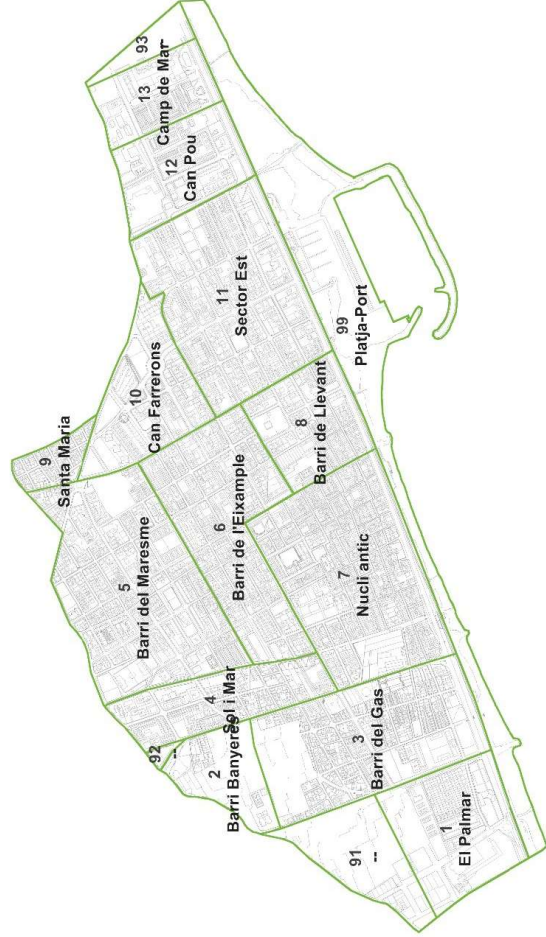 93
13
Camp de Mar
12
Can Pou
11
Sector Est
99
Platja-Port
10
Can Farrerons
9
Santa Maria
8
Barri de Llevant
6
Barri de l'Eixample
5
Barri del Maresme
7
Nucli antic
4
Sol i Mar
92
--
2
Barri Banyeres
3
Barri del Gas
91
--
1
El Palmar